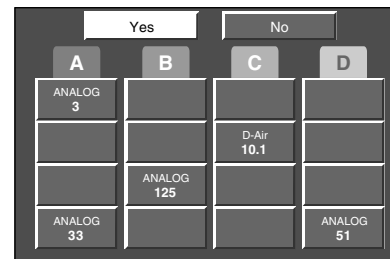 Yes No
A B C D
ANALOG
3
D-Air
10.1
ANALOG
125
ANALOG ANALOG
33 51